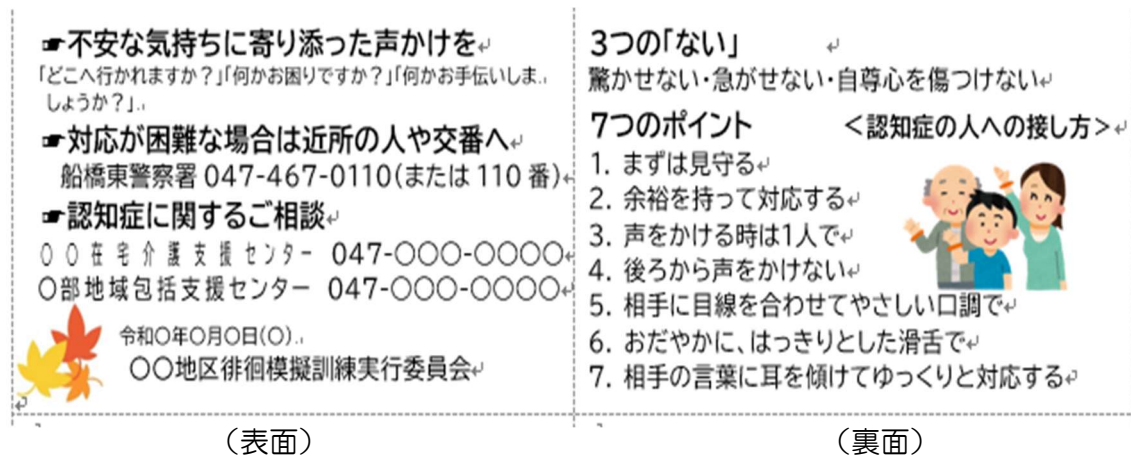 ☛不安な気持ちに寄り添った声かけを
「どこへ行かれますか？」「何かお困りですか？」「何かお手伝いしま
しょうか？」
☛対応が困難な場合は近所の人や交番へ
船橋東警察署 047-467-0110(または 110 番)
☛認知症に関するご相談
〇〇在宅介護支援センター 047-〇〇〇-〇〇〇〇
〇部地域包括支援センター 047-〇〇〇-〇〇〇〇
令和〇年〇月〇日(〇)
〇〇地区徘徊模擬訓練実行委員会
（表面）
3つの「ない」
驚かせない・急がせない・自尊心を傷つけない
7つのポイント ＜認知症の人への接し方＞
1. まずは見守る
2. 余裕を持って対応する
3. 声をかける時は1人で
4. 後ろから声をかけない
5. 相手に目線を合わせてやさしい口調で
6. おだやかに、はっきりとした滑舌で
7. 相手の言葉に耳を傾けてゆっくりと対応する
（裏面）